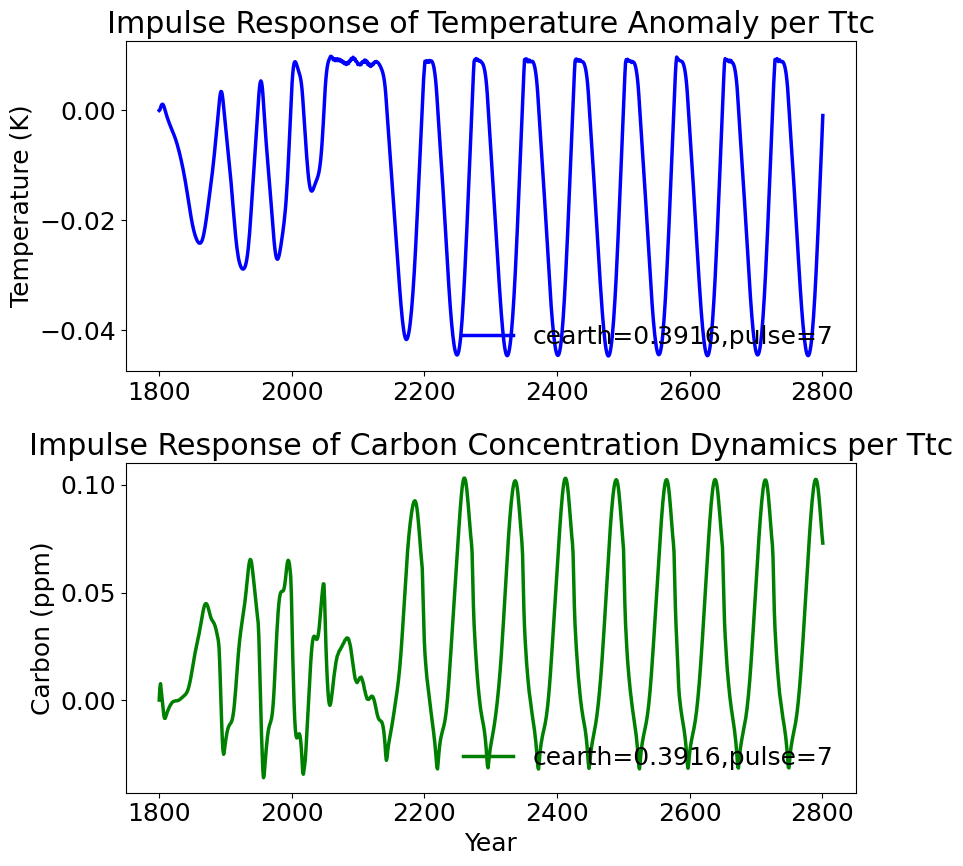 Impulse Response of Temperature Anomaly per Ttc
Temperature (K)
0.00
−0.02
−0.04
cearth=0.3916,pulse=7
1800 2000 2200 2400 2600 2800
Impulse Response of Carbon Concentration Dynamics per Ttc
Carbon (ppm)
0.10
0.05
0.00
cearth=0.3916,pulse=7
1800 2000 2200 2400 2600 2800
Year